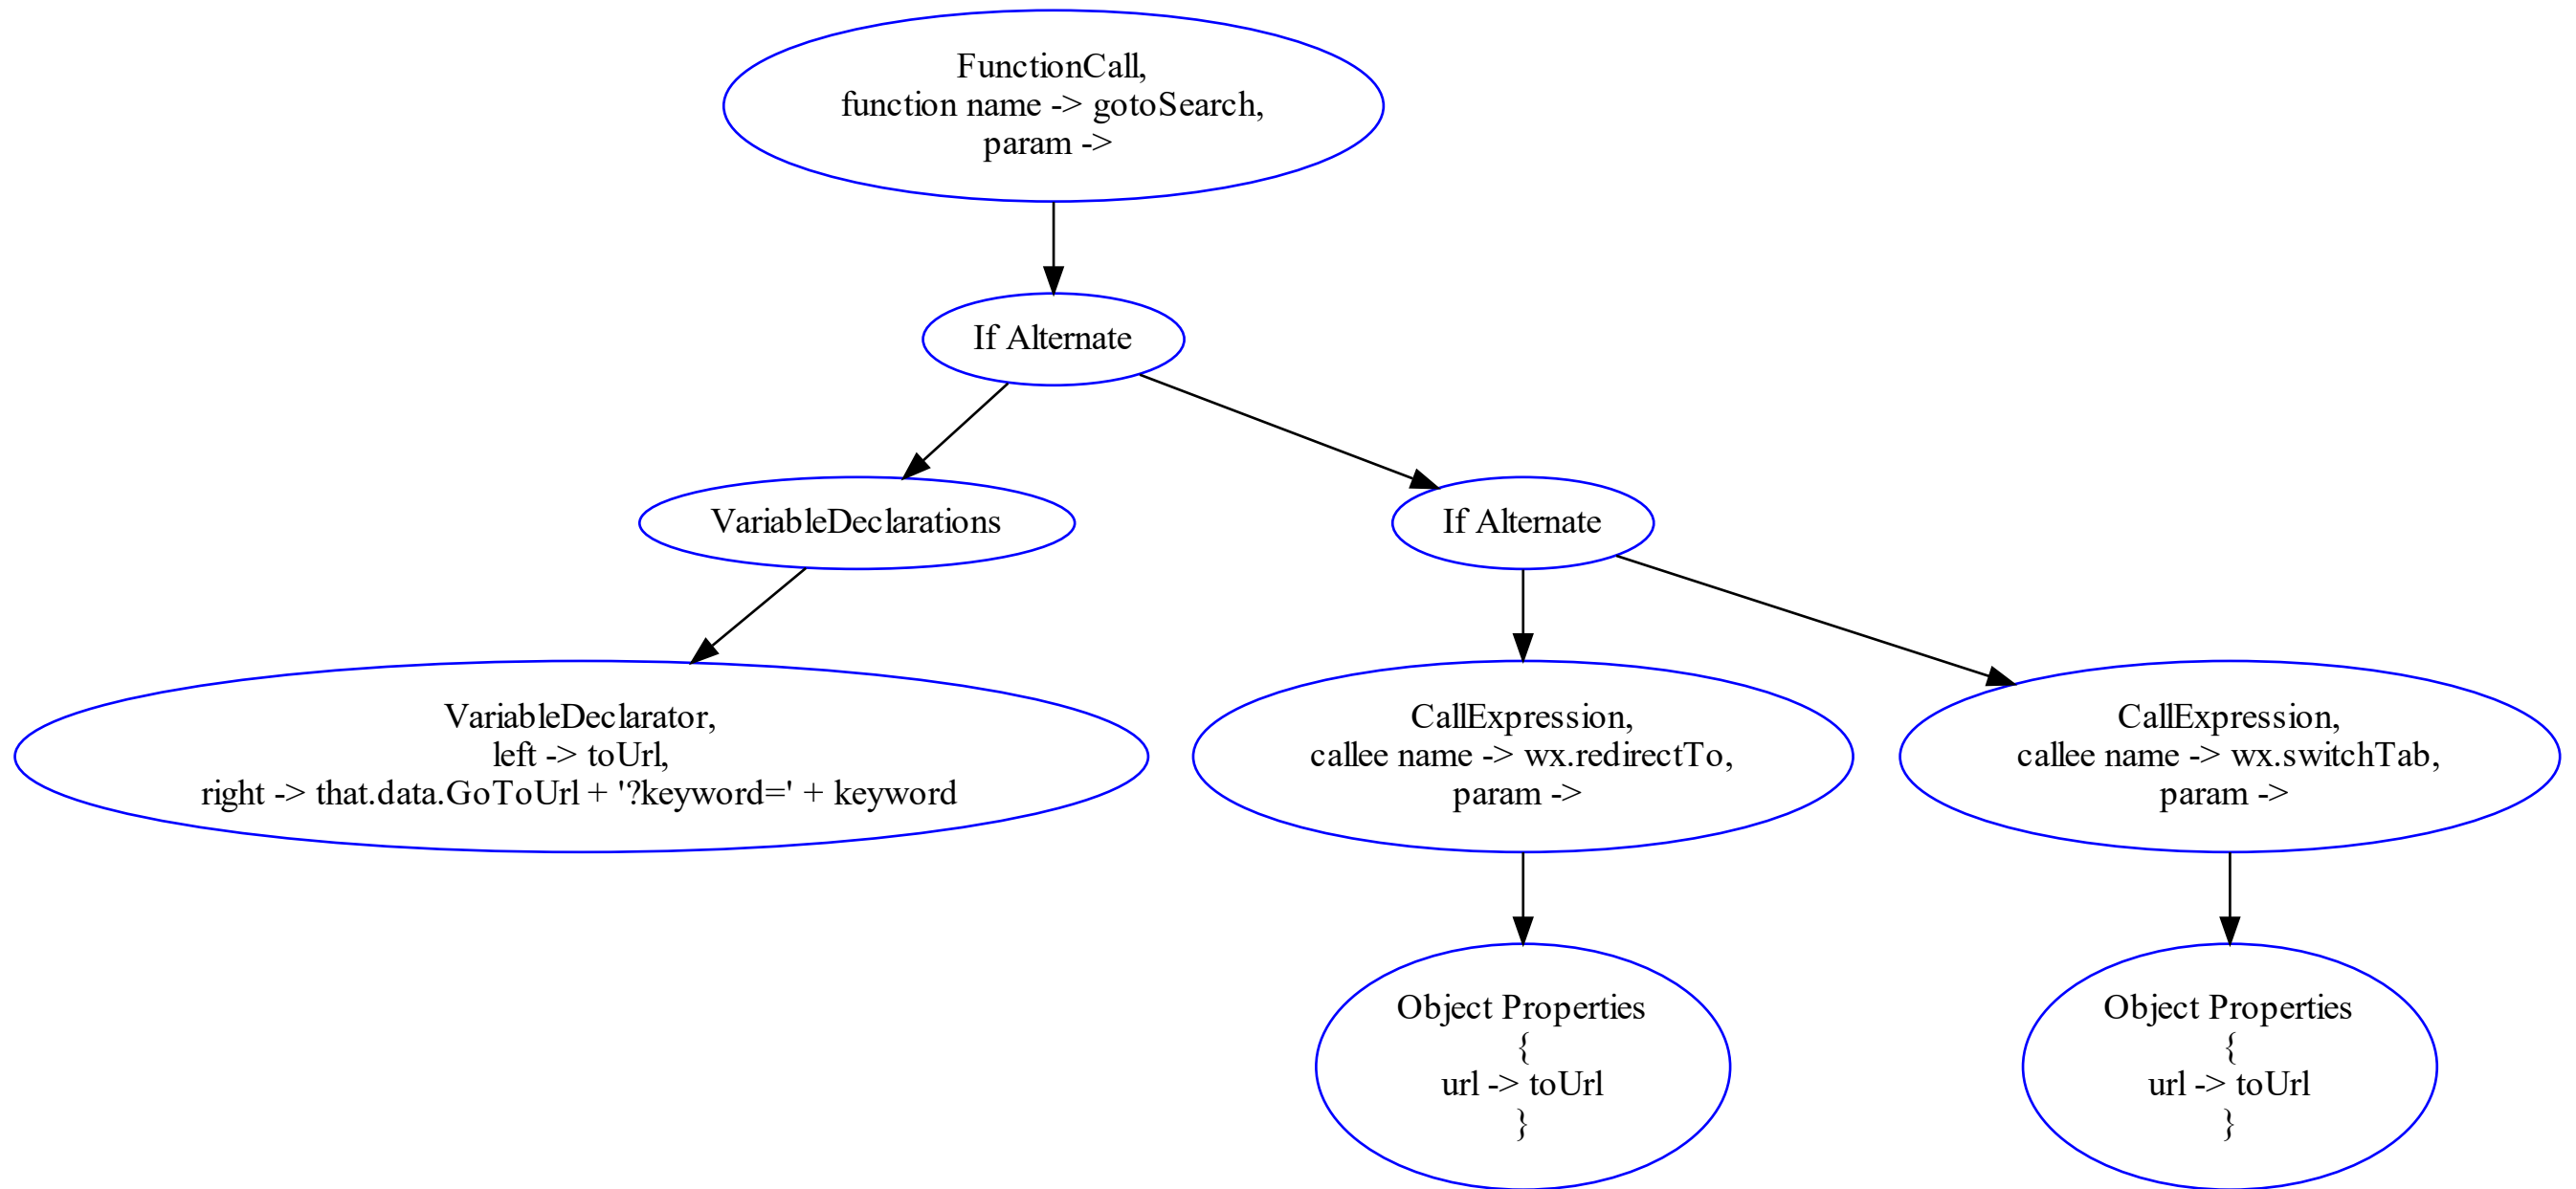 FunctionCall,
function name -> gotoSearch,
param ->
If Alternate
VariableDeclarations
If Alternate
VariableDeclarator,
left -> toUrl,
right -> that.data.GoToUrl + '?keyword=' + keyword
CallExpression,
callee name -> wx.redirectTo,
param ->
CallExpression,
callee name -> wx.switchTab,
param ->
Object Properties
{
url -> toUrl
}
Object Properties
{
url -> toUrl
}